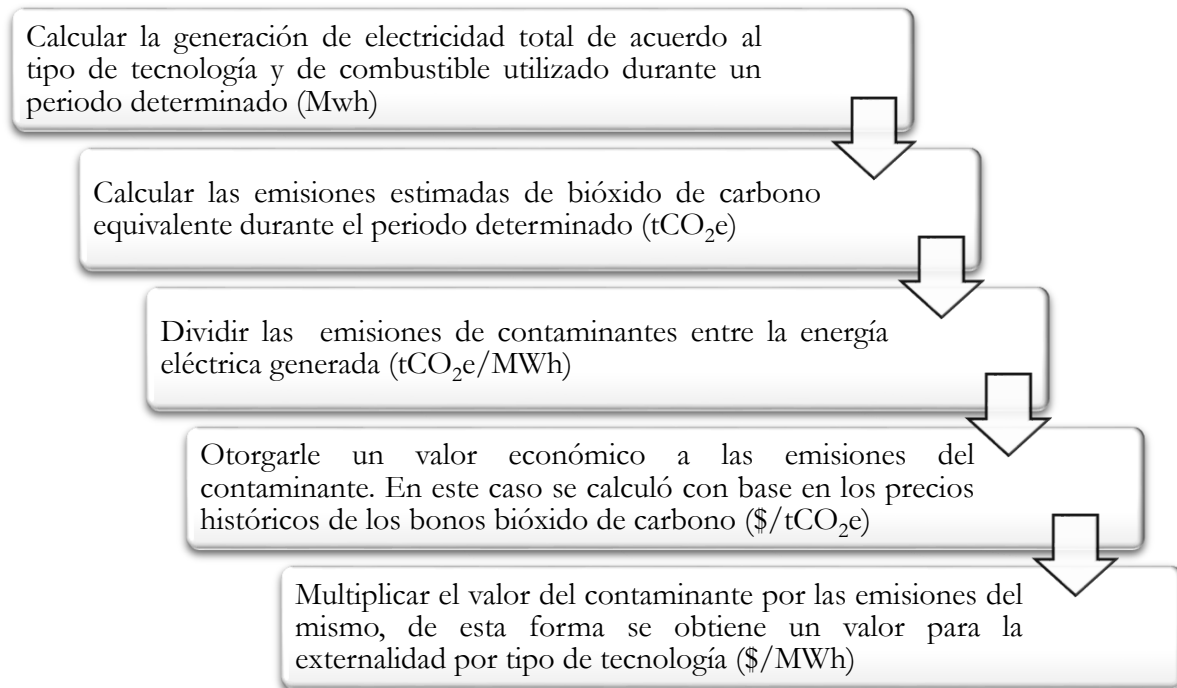 Calcular la generación de electricidad total de acuerdo al
tipo de tecnología y de combustible utilizado durante un
periodo determinado (Mwh)
Calcular las emisiones estimadas de bióxido de carbono
equivalente durante el periodo determinado (tCO₂e)
Dividir las emisiones de contaminantes entre la energía
eléctrica generada (tCO₂e/MWh)
Otorgarle un valor económico a las emisiones del
contaminante. En este caso se calculó con base en los precios
históricos de los bonos bióxido de carbono ($/tCO₂e)
Multiplicar el valor del contaminante por las emisiones del
mismo, de esta forma se obtiene un valor para la
externalidad por tipo de tecnología ($/MWh)